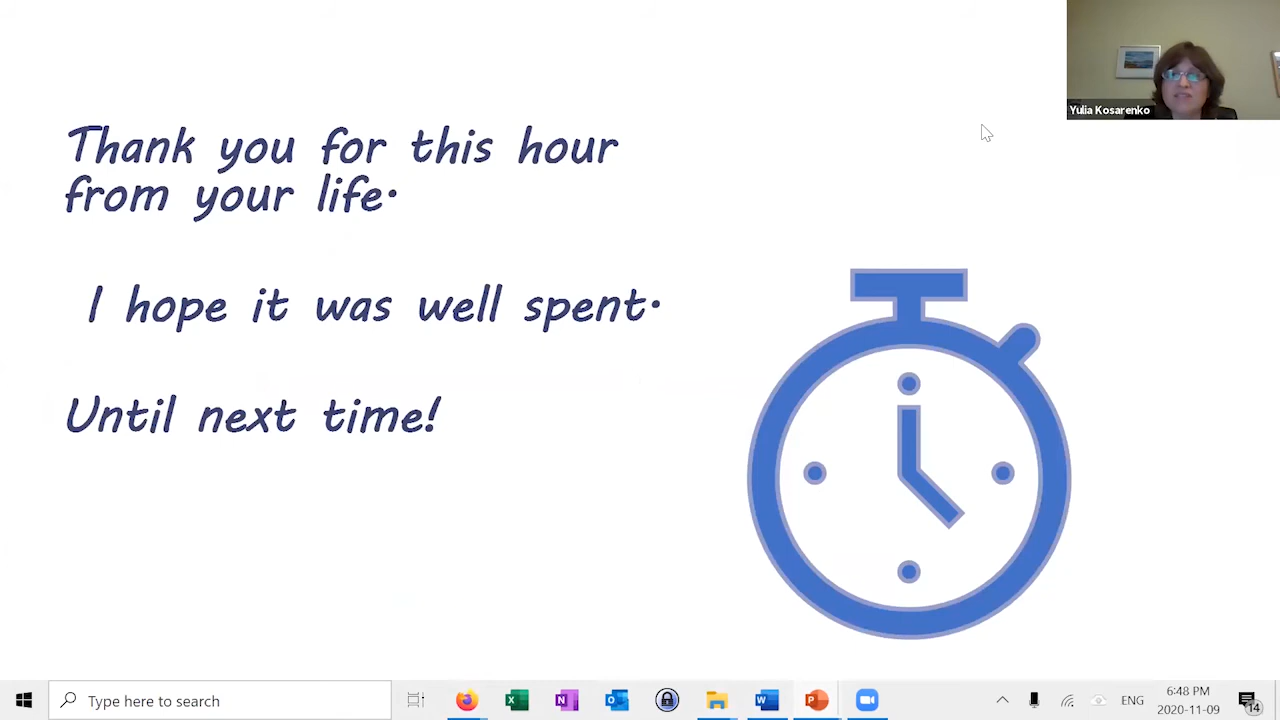 Yulia Kosarenko
Thank you for this hour
from your life.
I hope it was well spent.
Until next time!
Type here to search
ENG
6:48 PM
2020-11-09
14